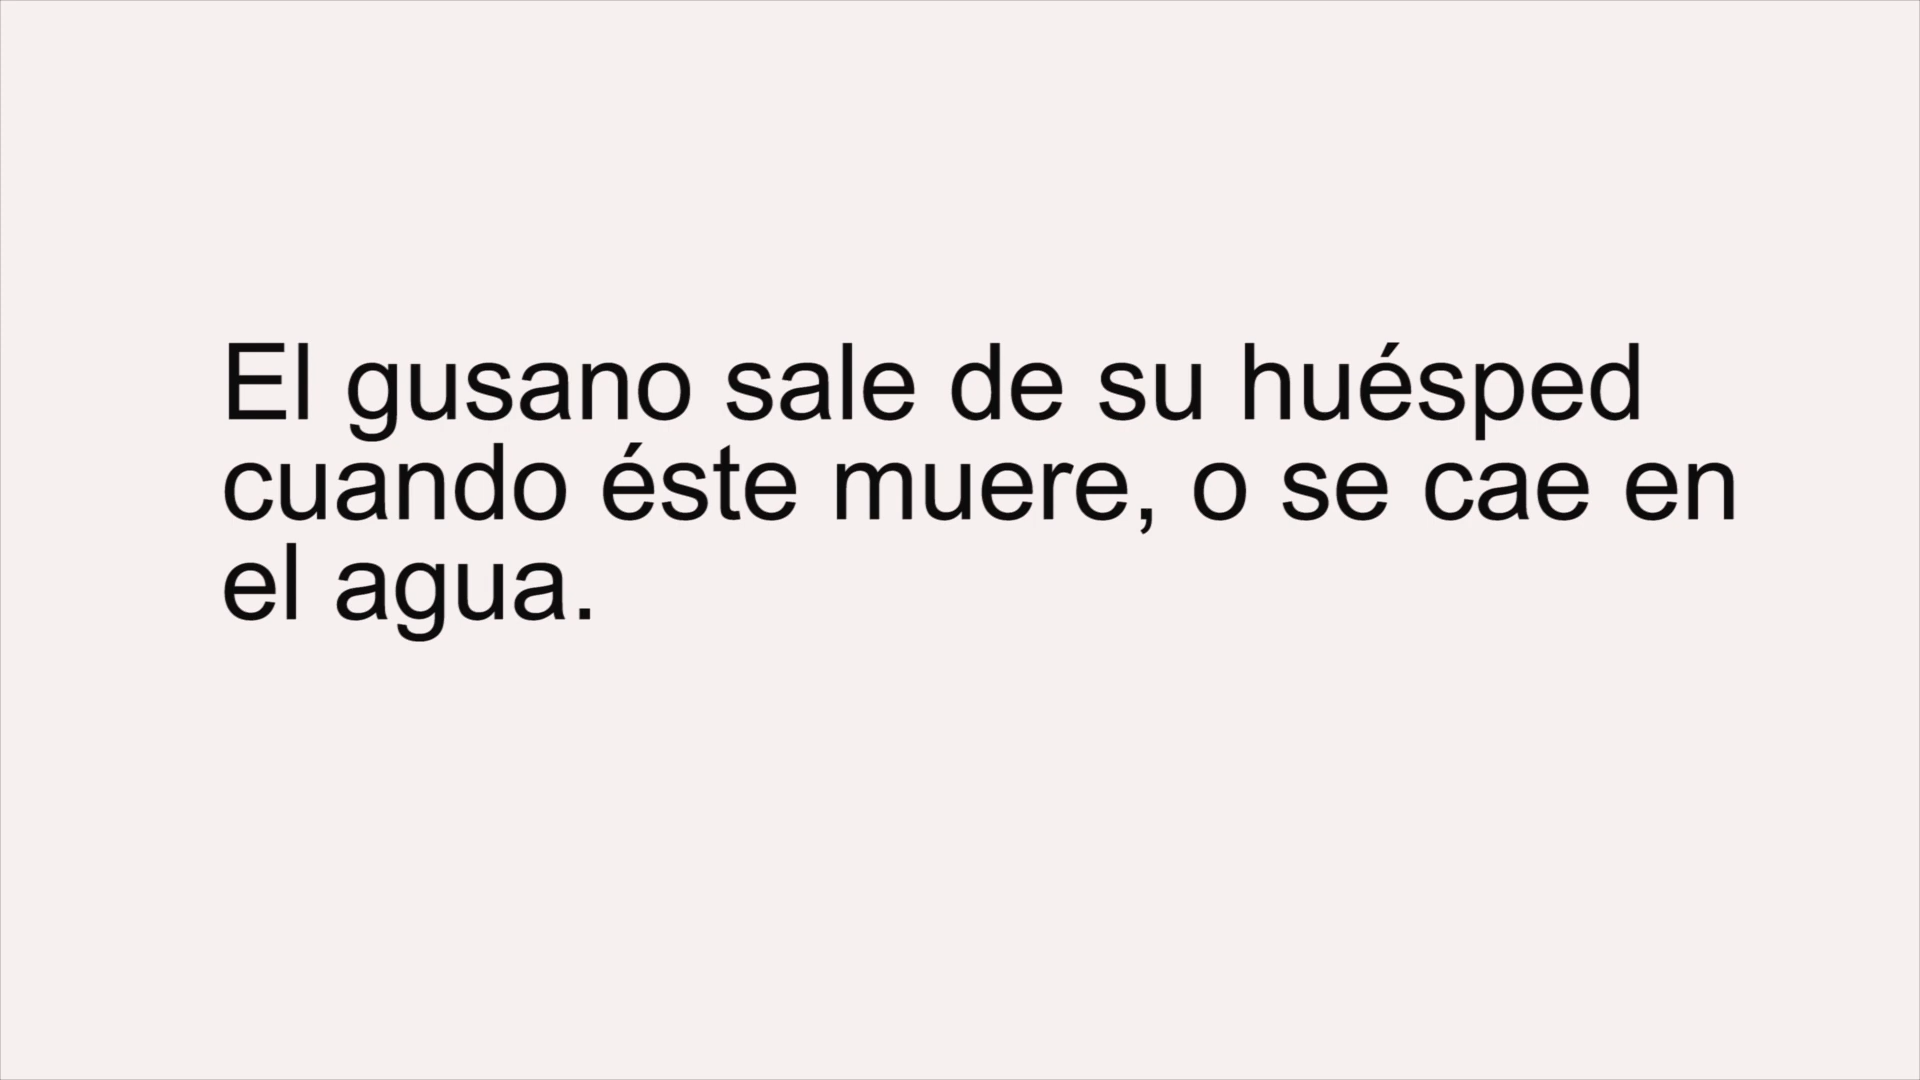 El gusano sale de su huésped
cuando éste muere, o se cae en
el agua.